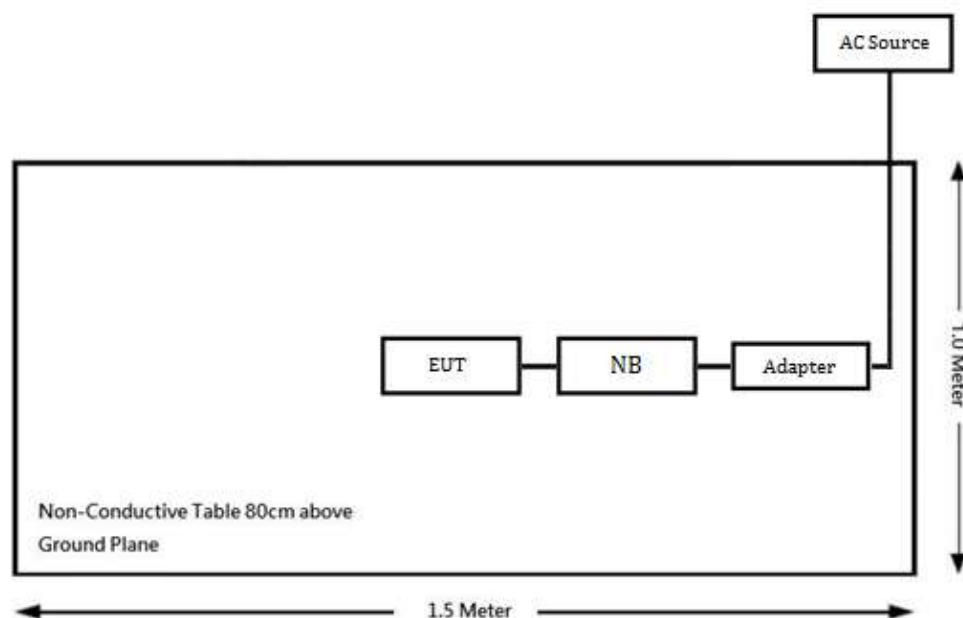 AC Source
EUT
NB
Adapter
1.0 Meter
Non-Conductive Table 80cm above
Ground Plane
1.5 Meter